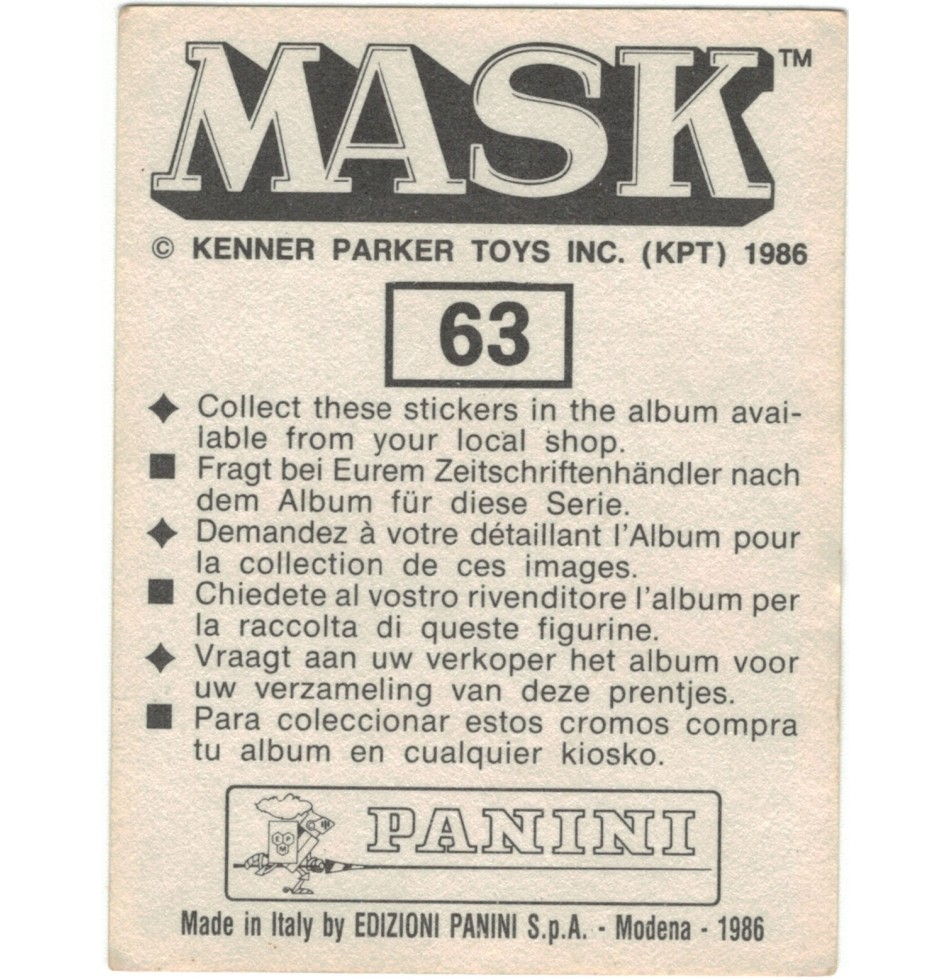 MASK™
© KENNER PARKER TOYS INC. (KPT) 1986
63
◆ Collect these stickers in the album avai-
lable from your local shop.
■ Fragt bei Eurem Zeitschriftenhändler nach
dem Album für diese Serie.
◆ Demandez à votre détaillant l'Album pour
la collection de ces images.
■ Chiedete al vostro rivenditore l'album per
la raccolta di queste figurine.
◆ Vraagt aan uw verkoper het album voor
uw verzameling van deze prentjes.
■ Para coleccionar estos cromos compra
tu album en cualquier kiosko.
EPM
PANINI
Made in Italy by EDIZIONI PANINI S.p.A. - Modena - 1986